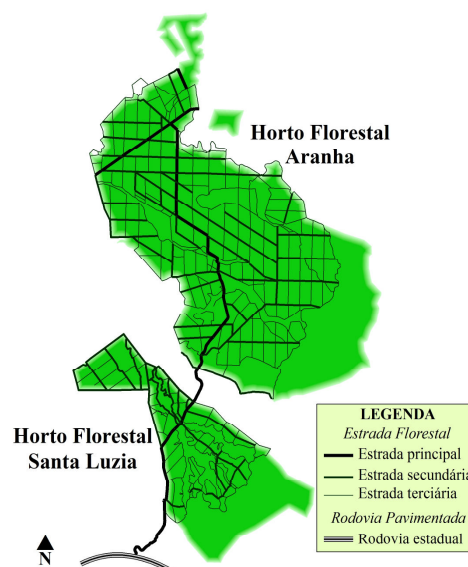 Horto Florestal
Aranha
Horto Florestal
Santa Luzia
LEGENDA
Estrada Florestal
Estrada principal
Estrada secundária
Estrada terciária
Rodovia Pavimentada
Rodovia estadual
N